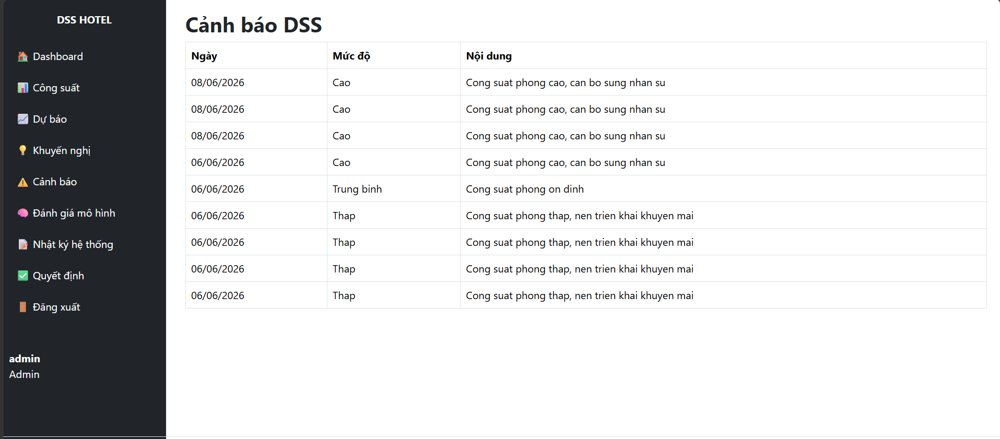 DSS HOTEL
Dashboard
Công suất
Dự báo
Khuyến nghị
Cảnh báo
Đánh giá mô hình
Nhật ký hệ thống
Quyết định
Đăng xuất
admin
Admin
Cảnh báo DSS
Ngày Mức độ Nội dung
08/06/2026 Cao Cong suat phong cao, can bo sung nhan su
08/06/2026 Cao Cong suat phong cao, can bo sung nhan su
08/06/2026 Cao Cong suat phong cao, can bo sung nhan su
06/06/2026 Cao Cong suat phong cao, can bo sung nhan su
06/06/2026 Trung binh Cong suat phong on dinh
06/06/2026 Thap Cong suat phong thap, nen trien khai khuyen mai
06/06/2026 Thap Cong suat phong thap, nen trien khai khuyen mai
06/06/2026 Thap Cong suat phong thap, nen trien khai khuyen mai
06/06/2026 Thap Cong suat phong thap, nen trien khai khuyen mai